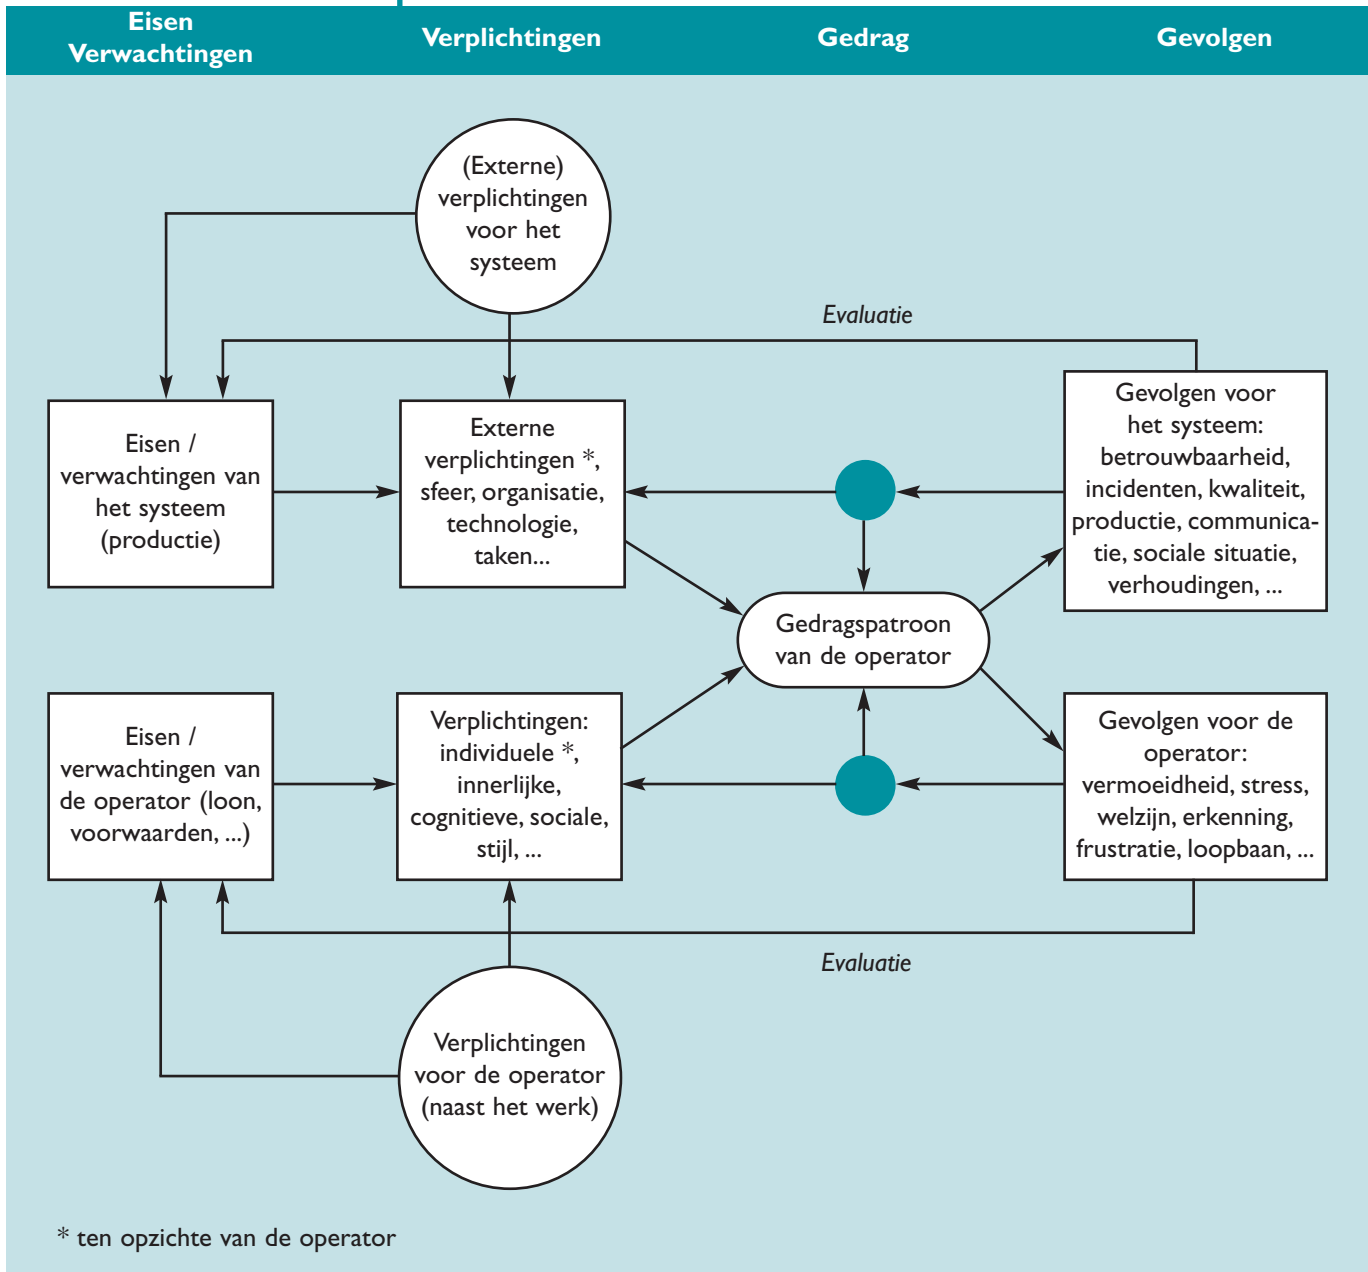 Eisen
Verwachtingen
Verplichtingen
Gedrag
Gevolgen
(Externe)
verplichtingen
voor het
systeem
Evaluatie
Eisen /
verwachtingen van
het systeem
(productie)
Externe
verplichtingen *,
sfeer, organisatie,
technologie,
taken...
Gevolgen voor
het systeem:
betrouwbaarheid,
incidenten, kwaliteit,
productie, communica-
tie, sociale situatie,
verhoudingen, ...
Gedragspatroon
van de operator
Eisen /
verwachtingen van
de operator (loon,
voorwaarden, ...)
Verplichtingen:
individuele *,
innerlijke,
cognitieve, sociale,
stijl, ...
Gevolgen voor de
operator:
vermoeidheid, stress,
welzijn, erkenning,
frustratie, loopbaan, ...
Evaluatie
Verplichtingen
voor de operator
(naast het werk)
* ten opzichte van de operator